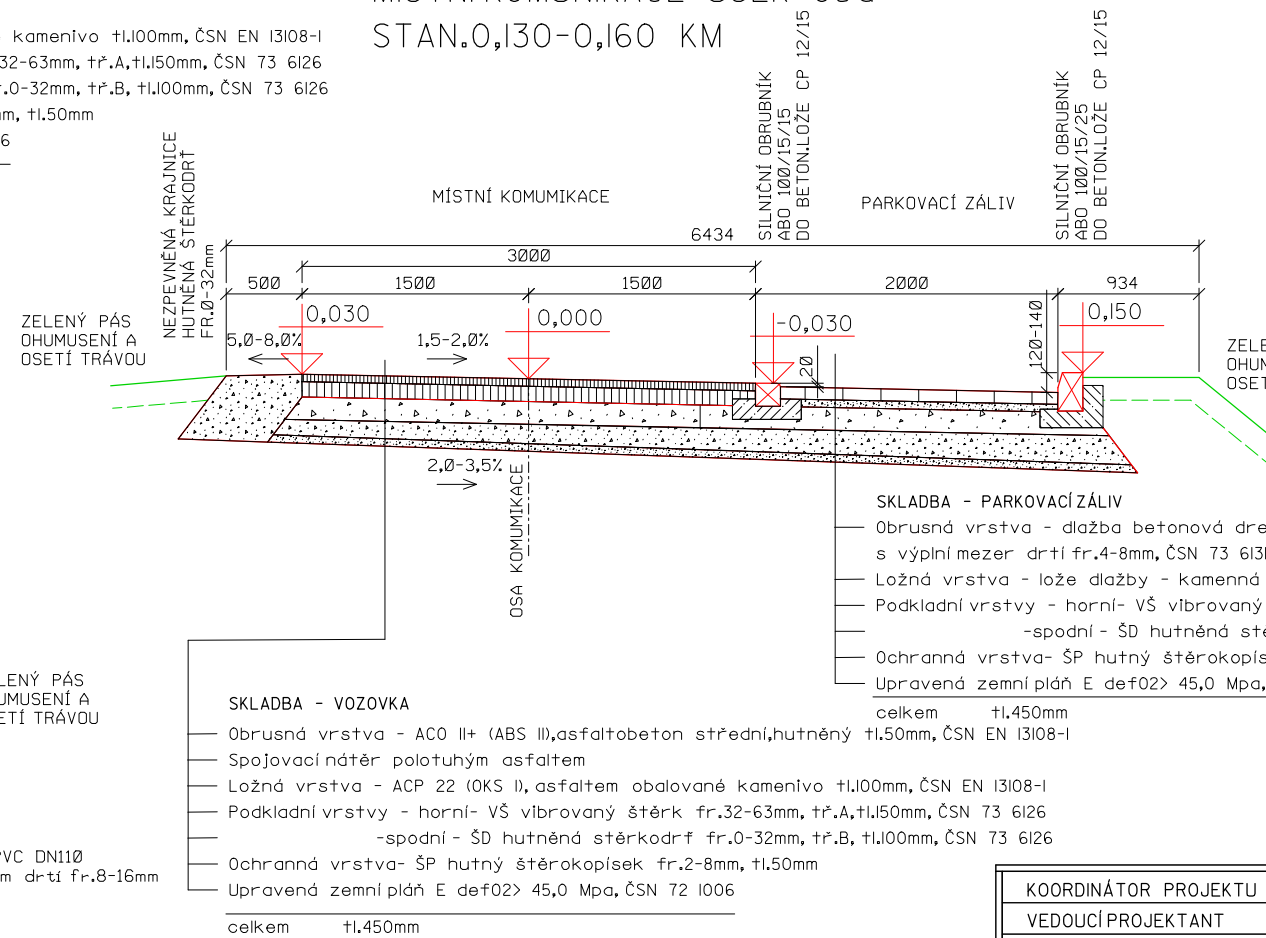 STAN.0,130-0,160 KM
kamenivo tl.100mm, ČSN EN 13108-1
32-63mm, tř.A,tl.150mm, ČSN 73 6126
.0-32mm, tř.B, tl.100mm, ČSN 73 6126
tl.50mm
NEZPEVNĚNÁ KRAJNICE
HUTNĚNÁ ŠTĚRKODRŤ
FR.0-32mm
MÍSTNÍ KOMUMIKACE
SILNIČNÍ OBRUBNÍK
ABO 100/15/15
DO BETON.LOŽE CP 12/15
PARKOVACÍ ZÁLIV
SILNIČNÍ OBRUBNÍK
ABO 100/15/25
DO BETON.LOŽE CP 12/15
6434
3000
500
1500
1500
2000
934
ZELENÝ PÁS
OHUMUSENÍ A
OSETÍ TRÁVOU
0,030
0,000
-0,030
0,150
5,0-8,0%
1,5-2,0%
20
120-140
2,0-3,5%
OSA KOMUMIKACE
SKLADBA - PARKOVACÍ ZÁLIV
Obrusná vrstva - dlažba betonová
s výplní mezer drtí fr.4-8mm, ČSN 73
Ložná vrstva - lože dlažby - kamenná
Podkladní vrstvy - horní- VŠ vibrovaný
-spodní - ŠD hutněná
Ochranná vrstva- ŠP hutný
Upravená zemní pláň E def02> 45,0 Mpa,
celkem tl.450mm
SKLADBA - VOZOVKA
Obrusná vrstva - ACO 11+ (ABS II),asfaltobeton střední,hutněný tl.50mm, ČSN EN 13108-1
Spojovací nátěr polotuhým asfaltem
Ložná vrstva - ACP 22 (OKS I), asfaltem obalované kamenivo tl.100mm, ČSN EN 13108-1
Podkladní vrstvy - horní- VŠ vibrovaný štěrk fr.32-63mm, tř.A,tl.150mm, ČSN 73 6126
-spodní - ŠD hutněná stěrkodrť fr.0-32mm, tř.B, tl.100mm, ČSN 73 6126
Ochranná vrstva- ŠP hutný štěrokopísek fr.2-8mm, tl.50mm
Upravená zemní pláň E def02> 45,0 Mpa, ČSN 72 1006
celkem tl.450mm
PÁS
A
TRÁVOU
PVC DN110
drtí fr.8-16mm
KOORDINÁTOR PROJEKTU
VEDOUCÍ PROJEKTANT